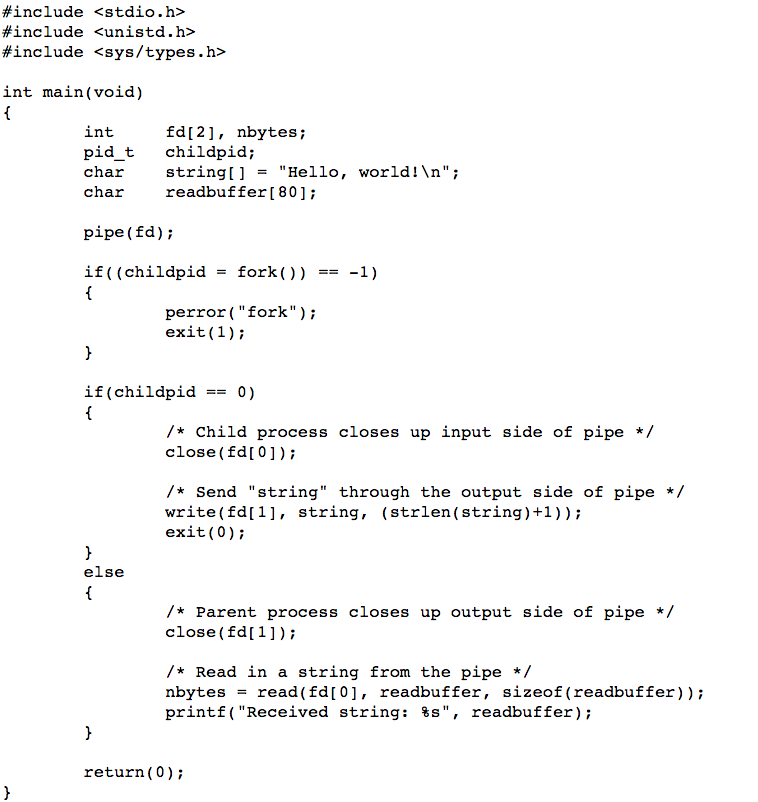 #include <stdio.h>
#include <unistd.h>
#include <sys/types.h>

int main(void)
{
        int     fd[2], nbytes;
        pid_t   childpid;
        char    string[] = "Hello, world!\n";
        char    readbuffer[80];

        pipe(fd);

        if((childpid = fork()) == -1)
        {
                perror("fork");
                exit(1);
        }

        if(childpid == 0)
        {
                /* Child process closes up input side of pipe */
                close(fd[0]);

                /* Send "string" through the output side of pipe */
                write(fd[1], string, (strlen(string)+1));
                exit(0);
        }
        else
        {
                /* Parent process closes up output side of pipe */
                close(fd[1]);

                /* Read in a string from the pipe */
                nbytes = read(fd[0], readbuffer, sizeof(readbuffer));
                printf("Received string: %s", readbuffer);
        }

        return(0);
}